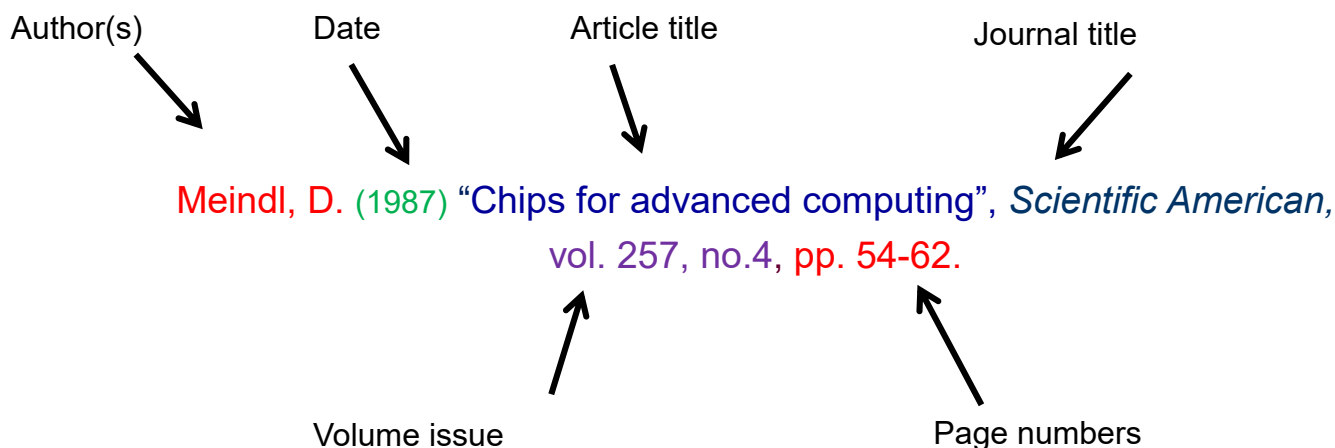 Author(s) Date Article title Journal title
Meindl, D. (1987) “Chips for advanced computing”, Scientific American,
vol. 257, no.4, pp. 54-62.
Volume issue Page numbers